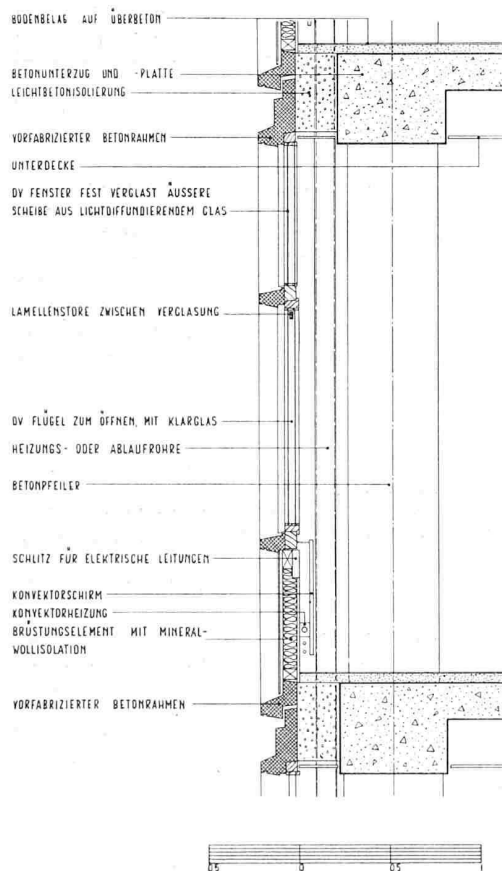 BODENBELAG AUF ÜBERBETON
BETONUNTERZUG UND -PLATTE
LEICHTBETONISOLIERUNG
VORFABRIZIERTER BETONRAHMEN
UNTERDECKE
DV FENSTER FEST VERGLAST ÄUSSERE
SCHEIBE AUS LICHTDIFFUNDIERENDEM GLAS
LAMELLENSTORE ZWISCHEN VERGLASUNG
DV FLÜGEL ZUM ÖFFNEN, MIT KLARGLAS
HEIZUNGS- ODER ABLAUFROHRE
BETONPFEILER
SCHLITZ FÜR ELEKTRISCHE LEITUNGEN
KONVEKTORSCHIRM
KONVEKTORHEIZUNG
BRÜSTUNGSELEMENT MIT MINERAL-
WOLLISOLATION
VORFABRIZIERTER BETONRAHMEN
0.5 0 0.5 1